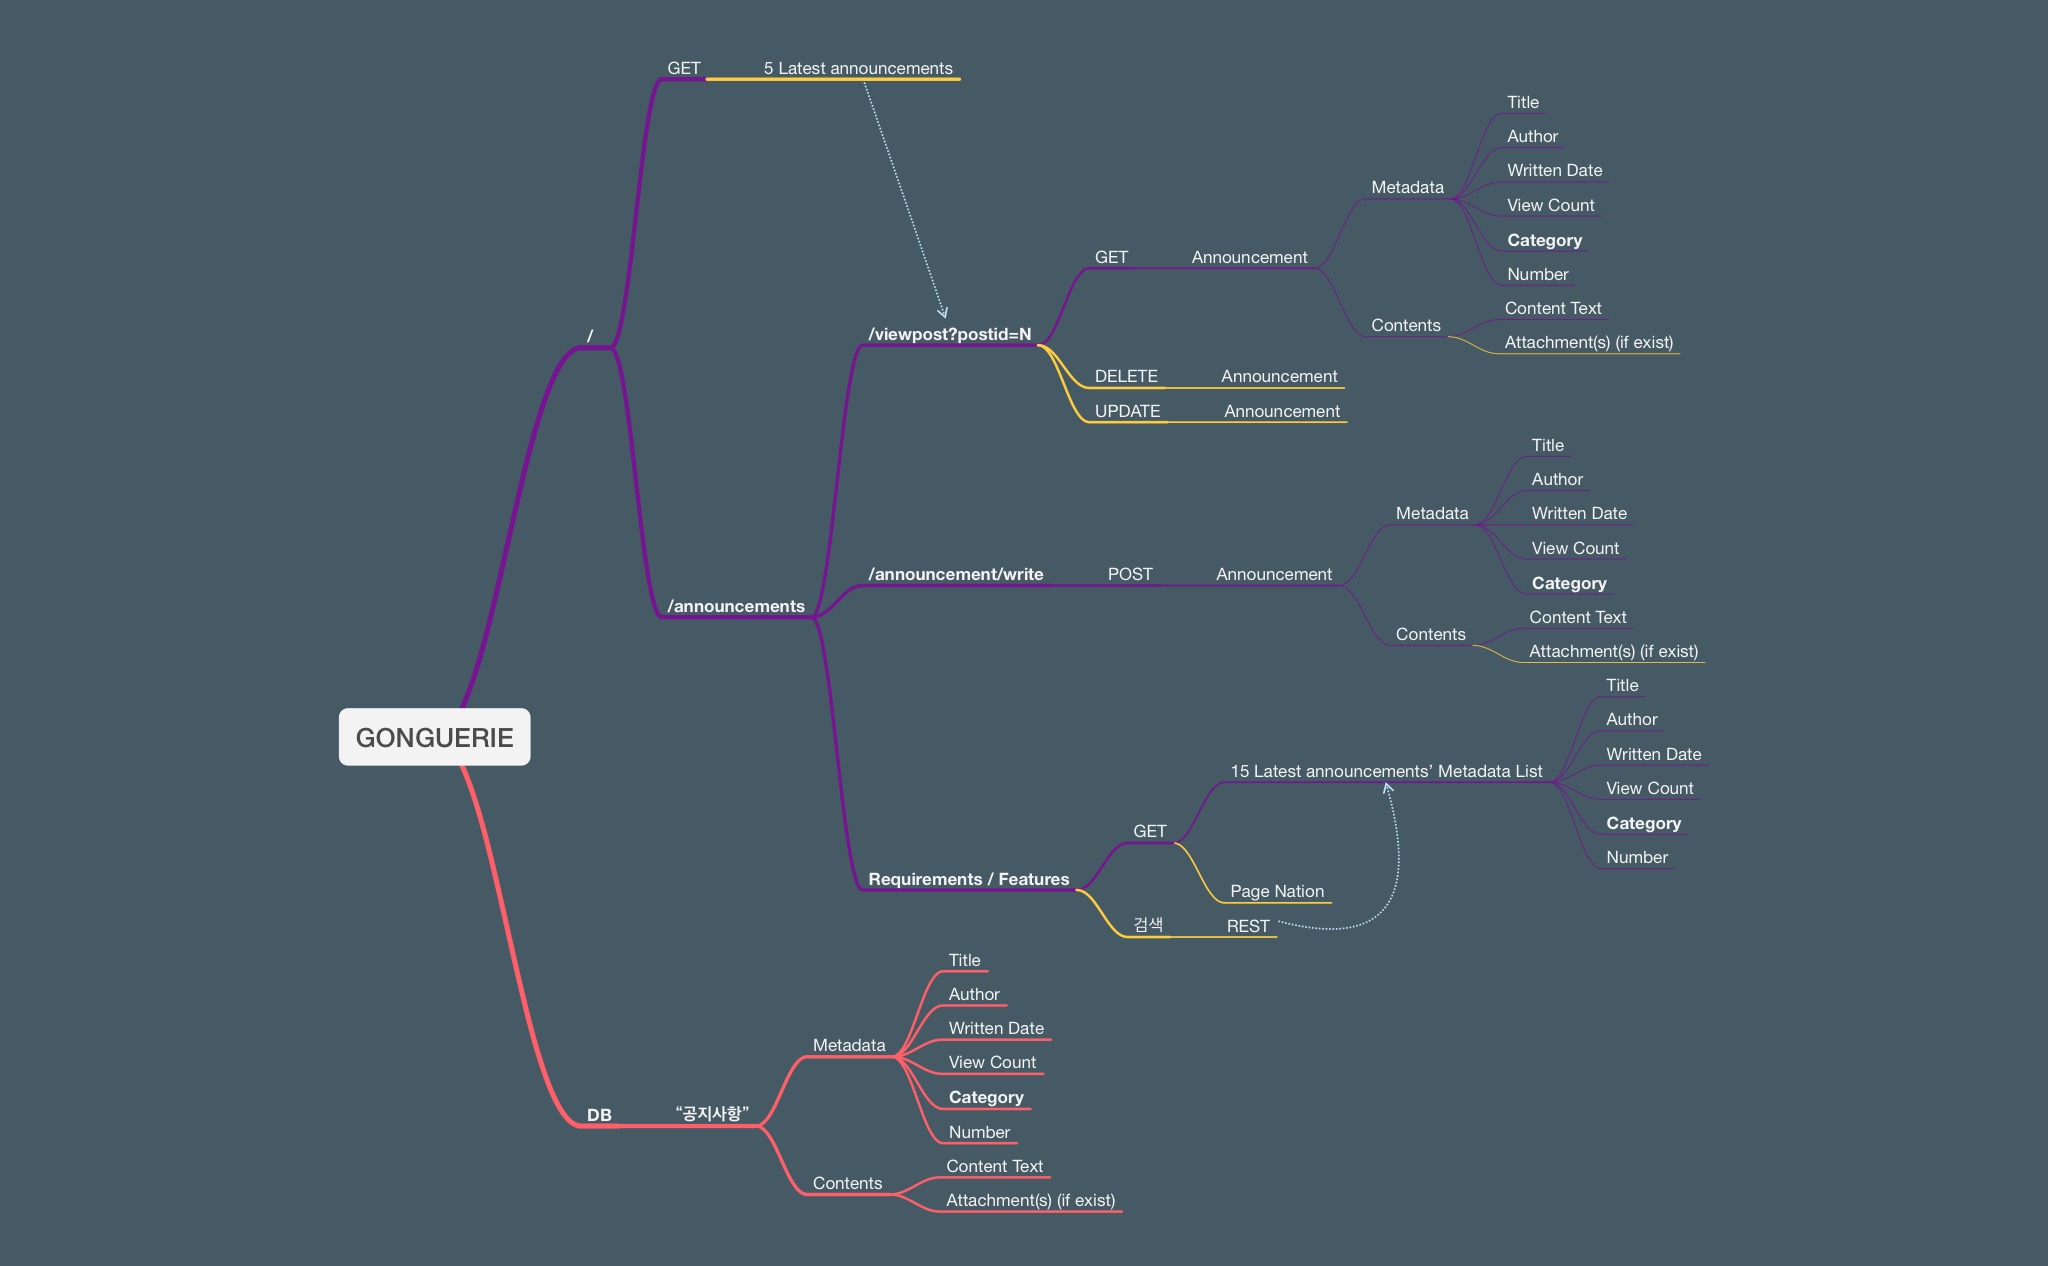 GONGUERIE
/
GET
5 Latest announcements
/announcements
/viewpost?postid=N
GET
Announcement
Metadata
Title
Author
Written Date
View Count
Category
Number
Contents
Content Text
Attachment(s) (if exist)
DELETE
Announcement
UPDATE
Announcement
/announcement/write
POST
Announcement
Metadata
Title
Author
Written Date
View Count
Category
Contents
Content Text
Attachment(s) (if exist)
Requirements / Features
GET
15 Latest announcements’ Metadata List
Title
Author
Written Date
View Count
Category
Number
Page Nation
검색
REST
DB
“공지사항”
Metadata
Title
Author
Written Date
View Count
Category
Number
Contents
Content Text
Attachment(s) (if exist)